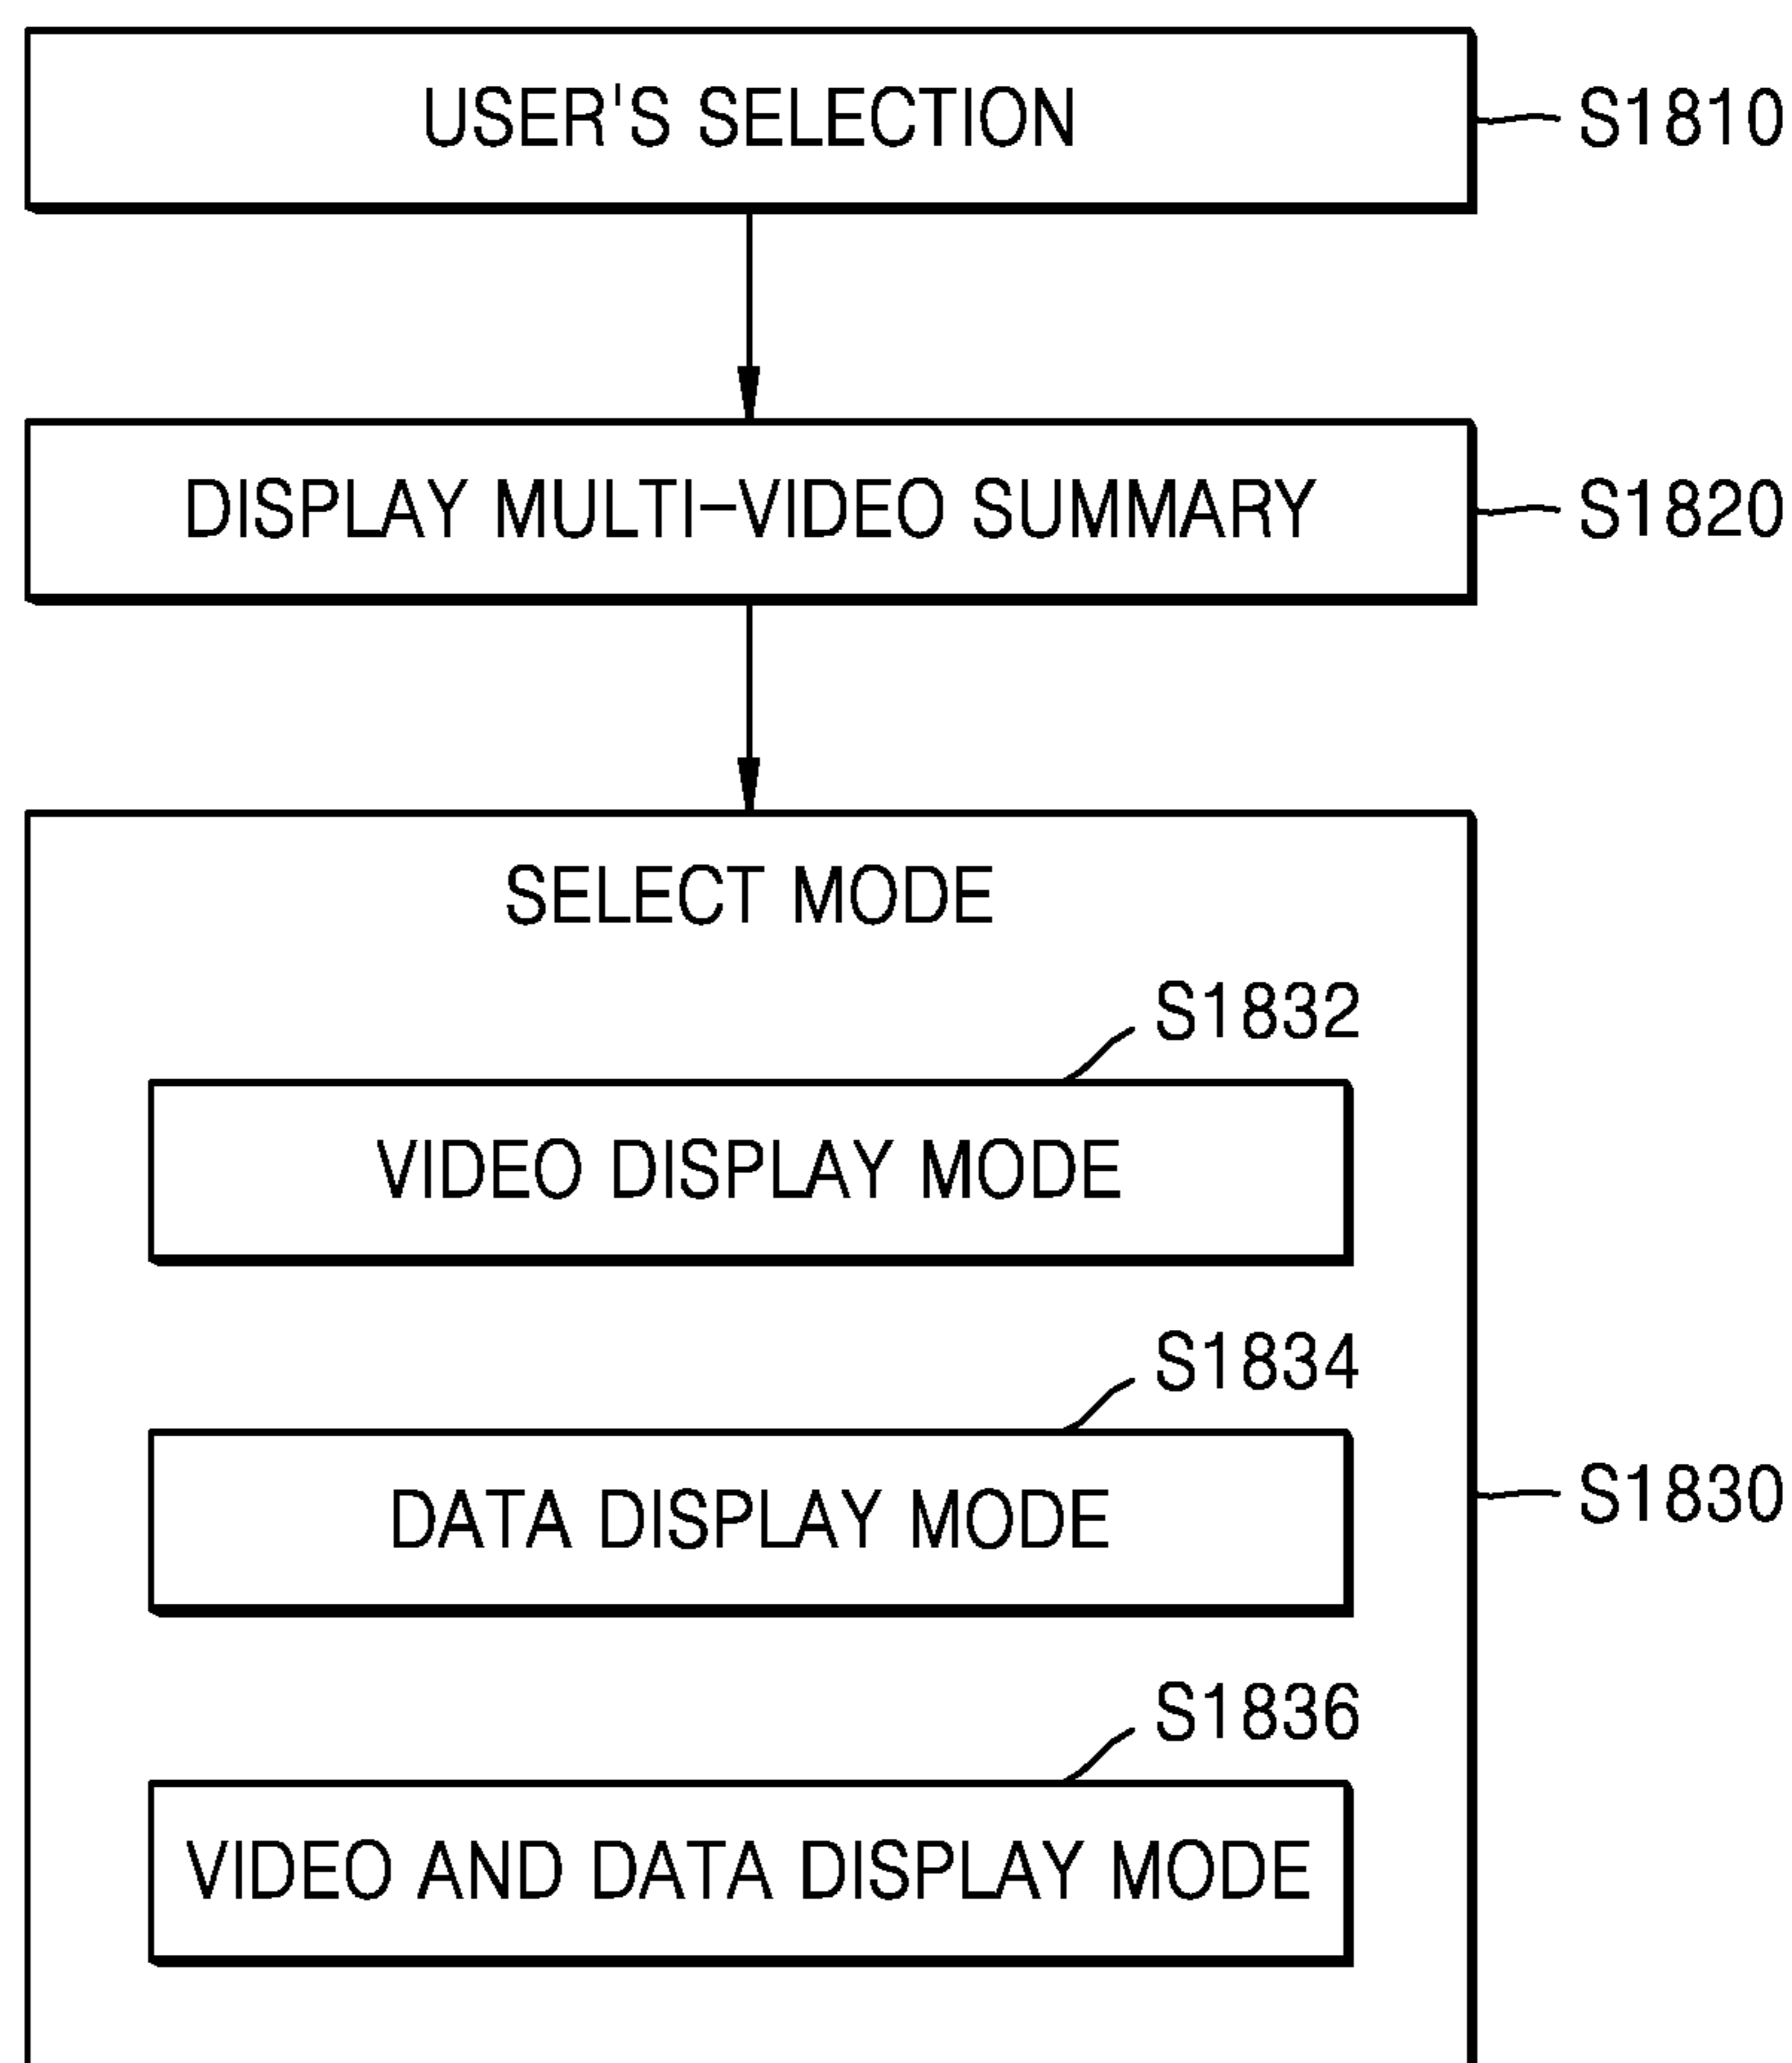 USER'S SELECTION
S1810
DISPLAY MULTI-VIDEO SUMMARY
S1820
SELECT MODE
S1832
VIDEO DISPLAY MODE
S1834
DATA DISPLAY MODE
S1830
S1836
VIDEO AND DATA DISPLAY MODE